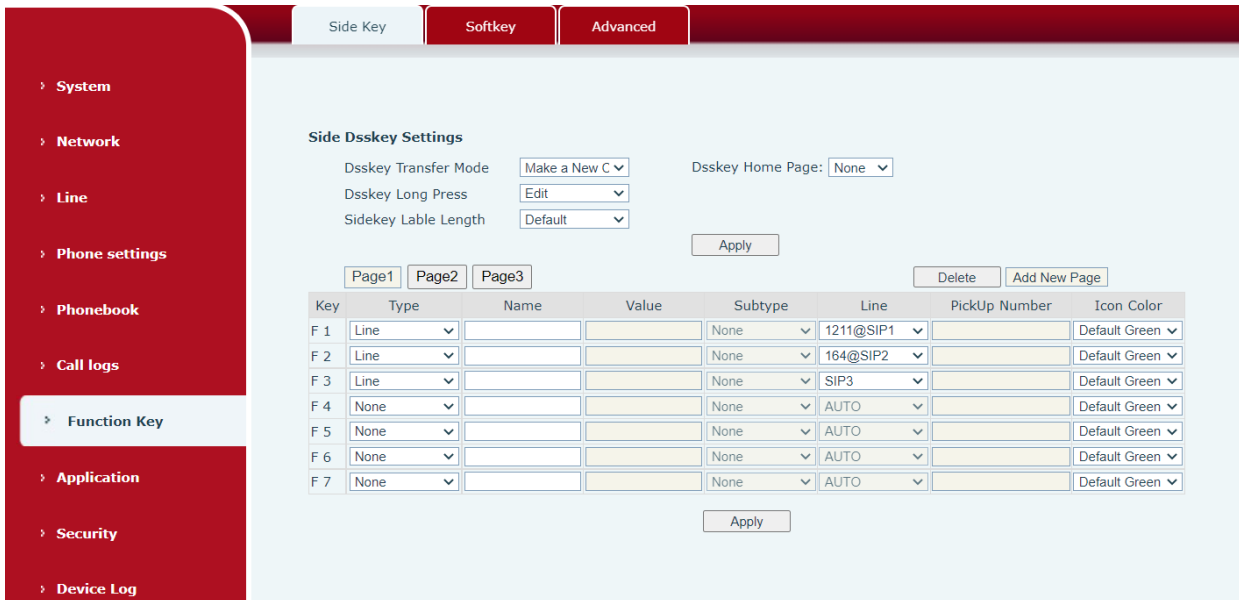 Side Key Softkey Advanced
System
Network
Line
Phone settings
Phonebook
Call logs
Function Key
Application
Security
Device Log
Side Dsskey Settings
Dsskey Transfer Mode Make a New C Dsskey Home Page: None
Dsskey Long Press Edit
Sidekey Lable Length Default
Apply
Page1 Page2 Page3 Delete Add New Page
Key Type Name Value Subtype Line PickUp Number Icon Color
F 1 Line None 1211@SIP1 Default Green
F 2 Line None 164@SIP2 Default Green
F 3 Line None SIP3 Default Green
F 4 None None AUTO Default Green
F 5 None None AUTO Default Green
F 6 None None AUTO Default Green
F 7 None None AUTO Default Green
Apply